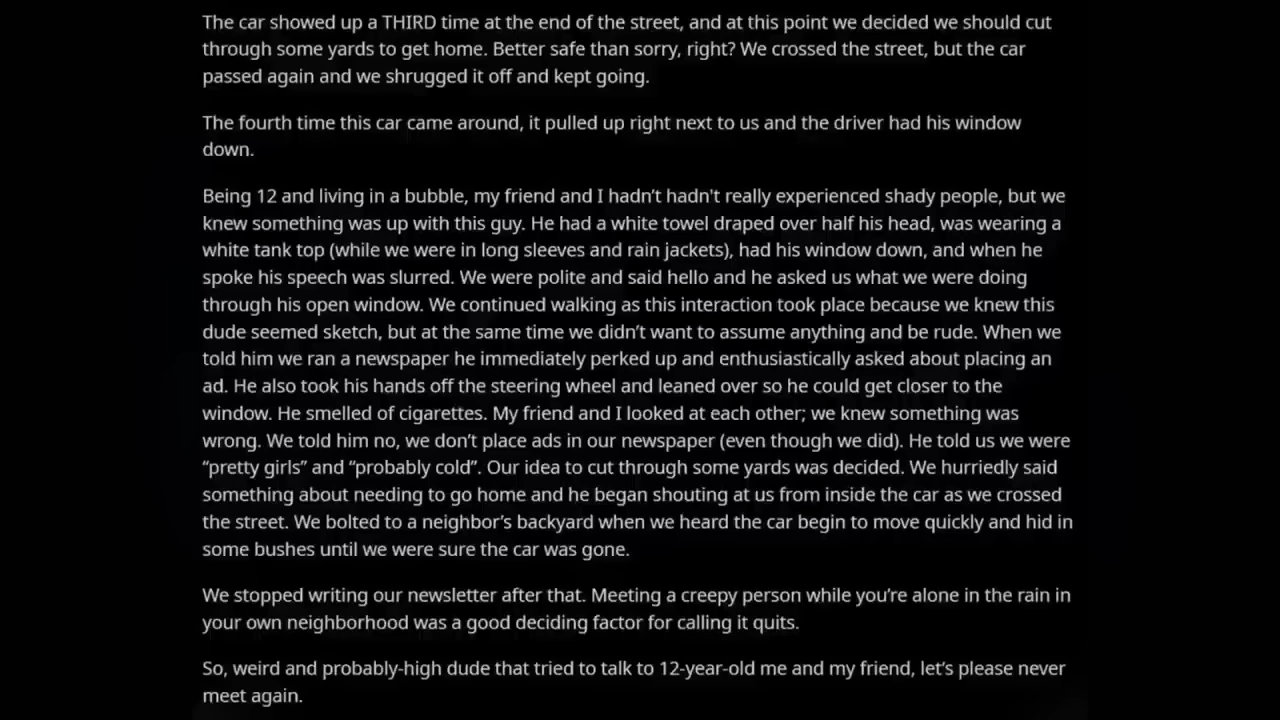 The car showed up a THIRD time at the end of the street, and at this point we decided we should cut
through some yards to get home. Better safe than sorry, right? We crossed the street, but the car
passed again and we shrugged it off and kept going.
The fourth time this car came around, it pulled up right next to us and the driver had his window
down.
Being 12 and living in a bubble, my friend and I hadn’t hadn't really experienced shady people, but we
knew something was up with this guy. He had a white towel draped over half his head, was wearing a
white tank top (while we were in long sleeves and rain jackets), had his window down, and when he
spoke his speech was slurred. We were polite and said hello and he asked us what we were doing
through his open window. We continued walking as this interaction took place because we knew this
dude seemed sketch, but at the same time we didn’t want to assume anything and be rude. When we
told him we ran a newspaper he immediately perked up and enthusiastically asked about placing an
ad. He also took his hands off the steering wheel and leaned over so he could get closer to the
window. He smelled of cigarettes. My friend and I looked at each other; we knew something was
wrong. We told him no, we don’t place ads in our newspaper (even though we did). He told us we were
“pretty girls” and “probably cold”. Our idea to cut through some yards was decided. We hurriedly said
something about needing to go home and he began shouting at us from inside the car as we crossed
the street. We bolted to a neighbor’s backyard when we heard the car begin to move quickly and hid in
some bushes until we were sure the car was gone.
We stopped writing our newsletter after that. Meeting a creepy person while you’re alone in the rain in
your own neighborhood was a good deciding factor for calling it quits.
So, weird and probably-high dude that tried to talk to 12-year-old me and my friend, let’s please never
meet again.